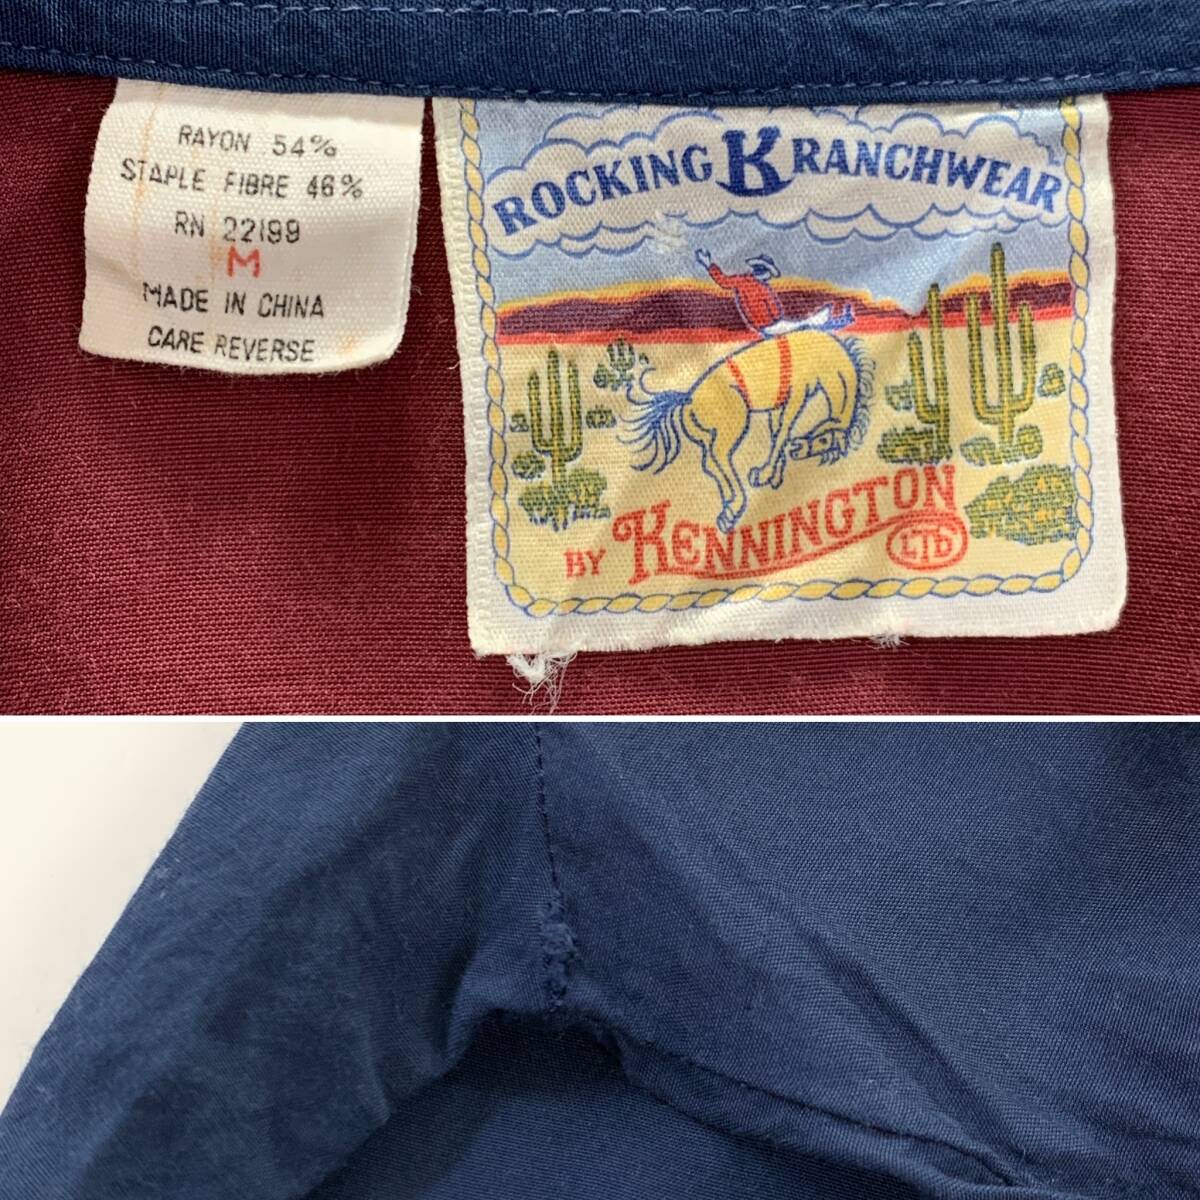 RAYON 54%
STAPLE FIBRE 46%
RN 22199
M
MADE IN CHINA
CARE REVERSE
ROCKING K RANCHWEAR
BY KENNINGTON LTD